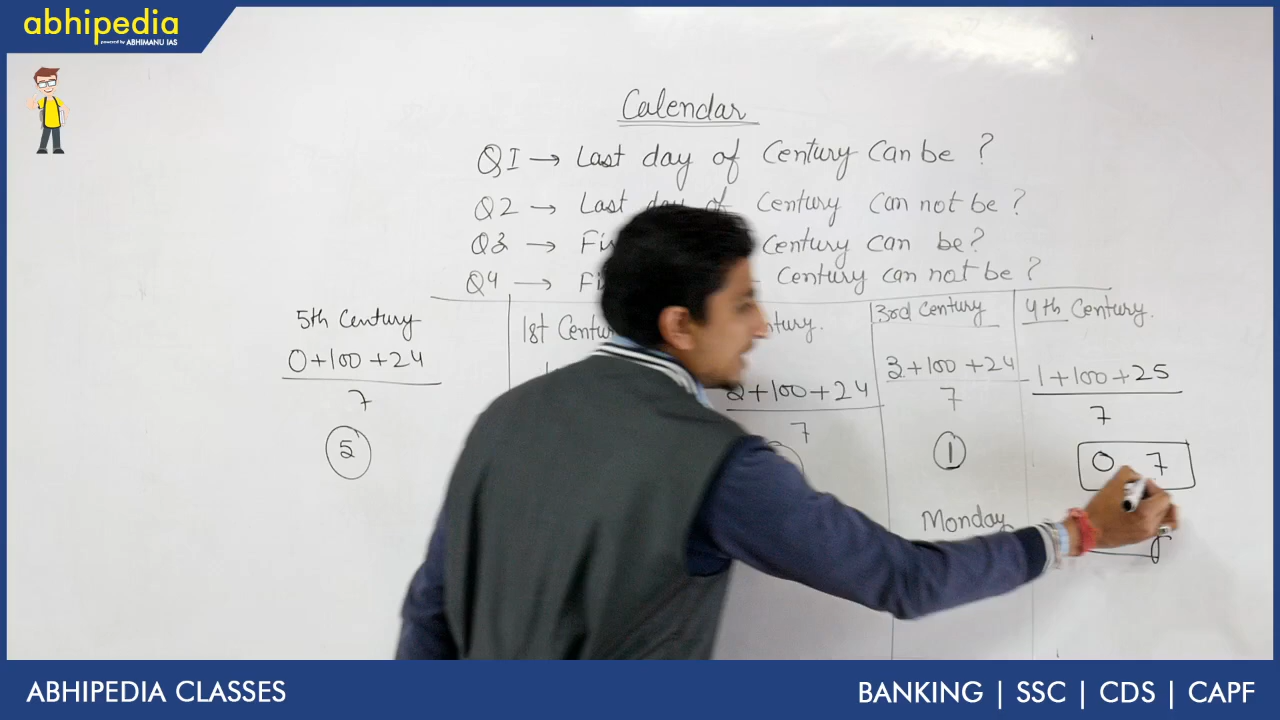 abhipedia
powered by ABHIMANU IAS
Calendar
Q1 → Last day of Century Can be ?
Q2 → Last day of Century Can not be ?
Q3 → Century can be?
Q4 → Century can not be ?
5th Century
0+100+24
7
5
1st
3rd Century
3+100+24
7
1
Monday
4th Century.
1+100+25
7
0 7
2+100+24
7
ABHIPEDIA CLASSES
BANKING | SSC | CDS | CAPF